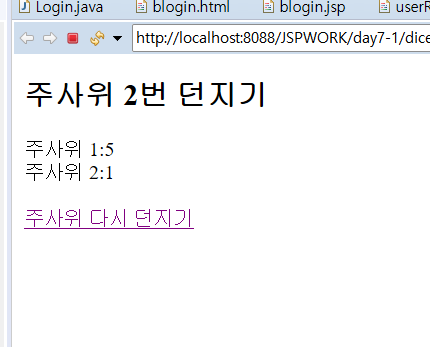 Login.java blogin.html blogin.jsp
http://localhost:8088/JSPWORK/day7-1/dice
주사위 2번 던지기
주사위 1:5
주사위 2:1
주사위 다시 던지기